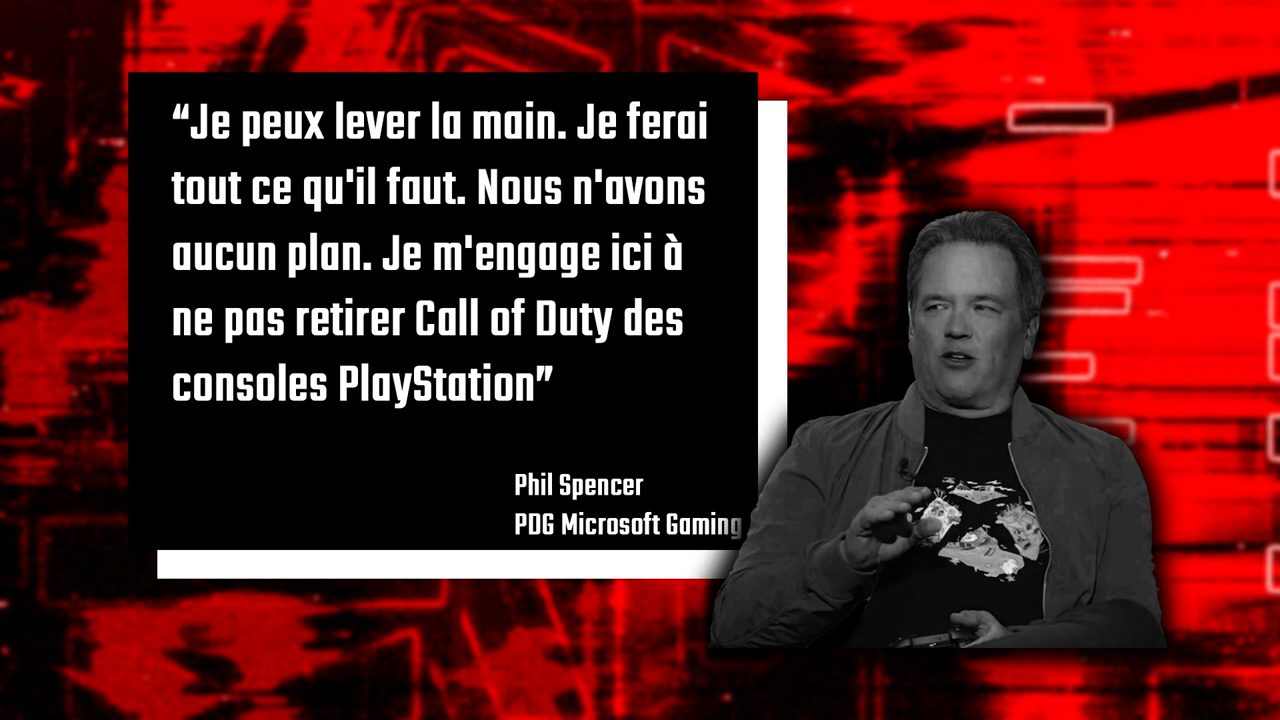 “Je peux lever la main. Je ferai
tout ce qu'il faut. Nous n'avons
aucun plan. Je m'engage ici à
ne pas retirer Call of Duty des
consoles PlayStation”
Phil Spencer
PDG Microsoft Gaming